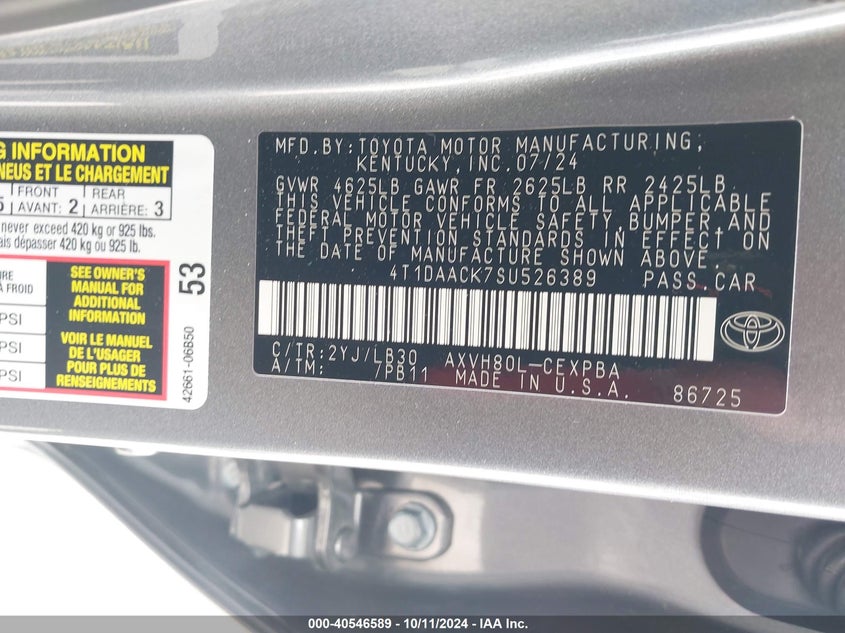 G INFORMATION
NEUS ET LE CHARGEMENT
5 FRONT AVANT: 2 REAR ARRIÈRE: 3
never exceed 420 kg or 925 lbs.
ais dépasser 420 kg ou 925 lb.
IRE
À FROID
PSI
PSI
PSI
SEE OWNER'S
MANUAL FOR
ADDITIONAL
INFORMATION
VOIR LE MANUEL
DE L'USAGER
POUR PLUS DE
RENSEIGNEMENTS
53
42661-06B50
MFD.BY: TOYOTA MOTOR MANUFACTURING,
KENTUCKY, INC. 07/24
GVWR 4625LB GAWR FR 2625LB RR 2425LB
THIS VEHICLE CONFORMS TO ALL APPLICABLE
FEDERAL MOTOR VEHICLE SAFETY, BUMPER, AND
THEFT PREVENTION STANDARDS IN EFFECT ON
THE DATE OF MANUFACTURE SHOWN ABOVE.
4T1DAACK7SU526389 PASS.CAR
C/TR: 2YJ/LB30 AXVH80L-CEXPBA
A/TM: 7PB11 MADE IN U.S.A.
86725
000-40546589 - 10/11/2024 - IAA Inc.